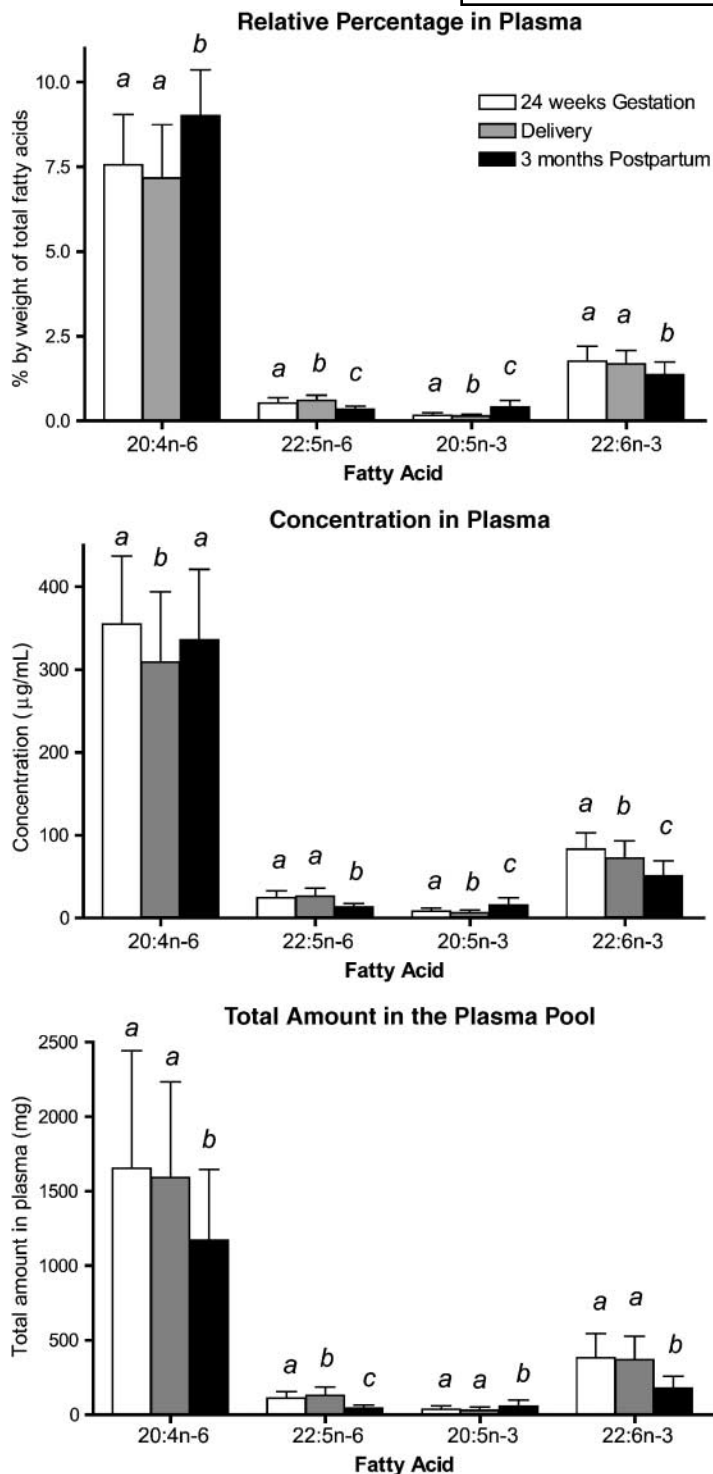 Relative Percentage in Plasma
% by weight of total fatty acids
10.0
7.5
5.0
2.5
0.0
a a b
a b c
a b c
a a b
24 weeks Gestation
Delivery
3 months Postpartum
20:4n-6 22:5n-6 20:5n-3 22:6n-3
Fatty Acid
Concentration in Plasma
Concentration (µg/mL)
400
300
200
100
0
a b a
a a b
a b c
a b c
20:4n-6 22:5n-6 20:5n-3 22:6n-3
Fatty Acid
Total Amount in the Plasma Pool
Total amount in plasma (mg)
2500
2000
1500
1000
500
0
a a b
a b c
a a b
a a b
20:4n-6 22:5n-6 20:5n-3 22:6n-3
Fatty Acid